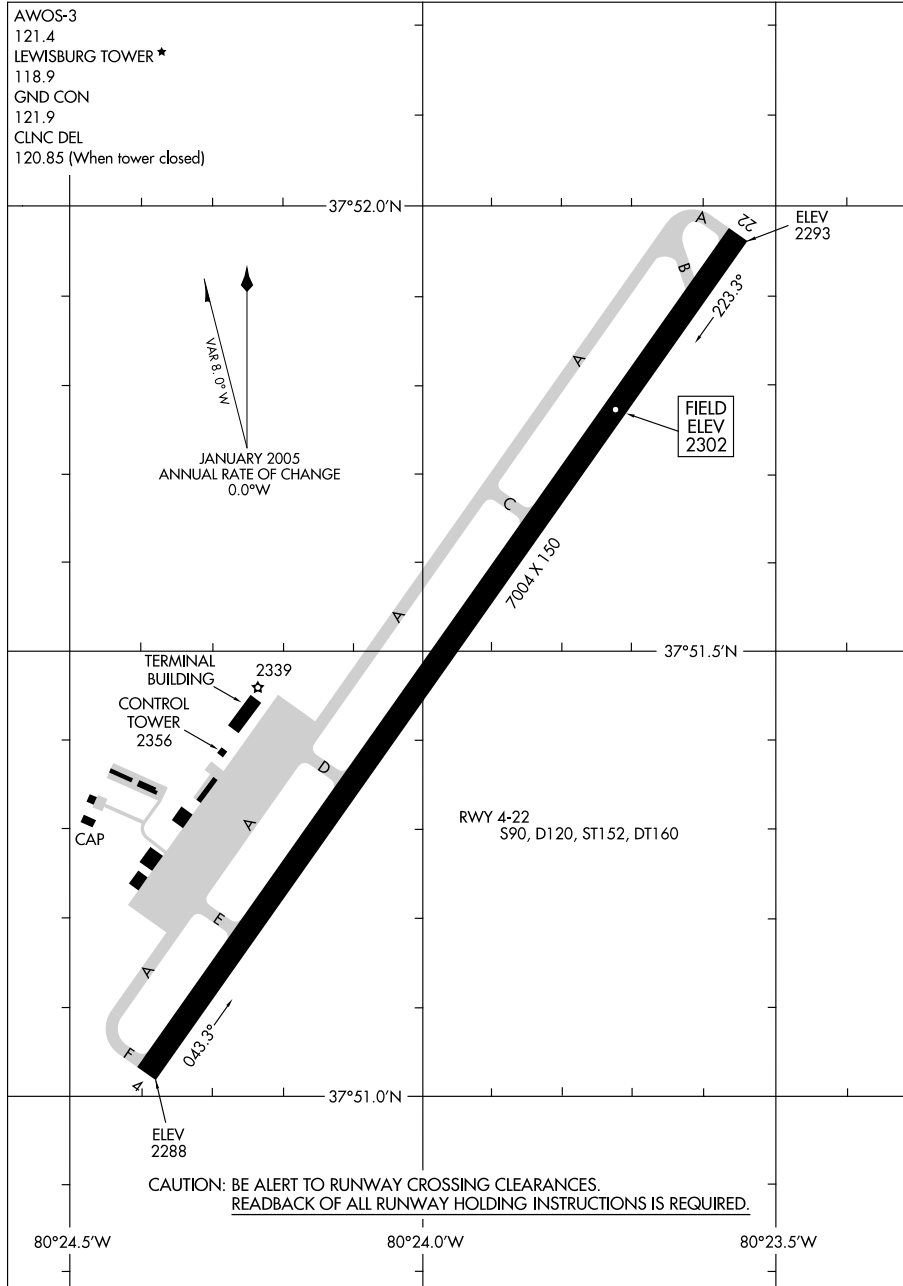 AWOS-3
121.4
LEWISBURG TOWER ★
118.9
GND CON
121.9
CLNC DEL
120.85 (When tower closed)
37°52.0'N
A
22
ELEV
2293
B
223.3°
VAR 8.0° W
A
FIELD
ELEV
2302
JANUARY 2005
ANNUAL RATE OF CHANGE
0.0°W
C
7004 X 150
A
37°51.5'N
TERMINAL
BUILDING
2339
CONTROL
TOWER
2356
D
A
CAP
RWY 4-22
S90, D120, ST152, DT160
E
A
043.3°
F
4
37°51.0'N
ELEV
2288
CAUTION: BE ALERT TO RUNWAY CROSSING CLEARANCES.
READBACK OF ALL RUNWAY HOLDING INSTRUCTIONS IS REQUIRED.
80°24.5'W
80°24.0'W
80°23.5'W